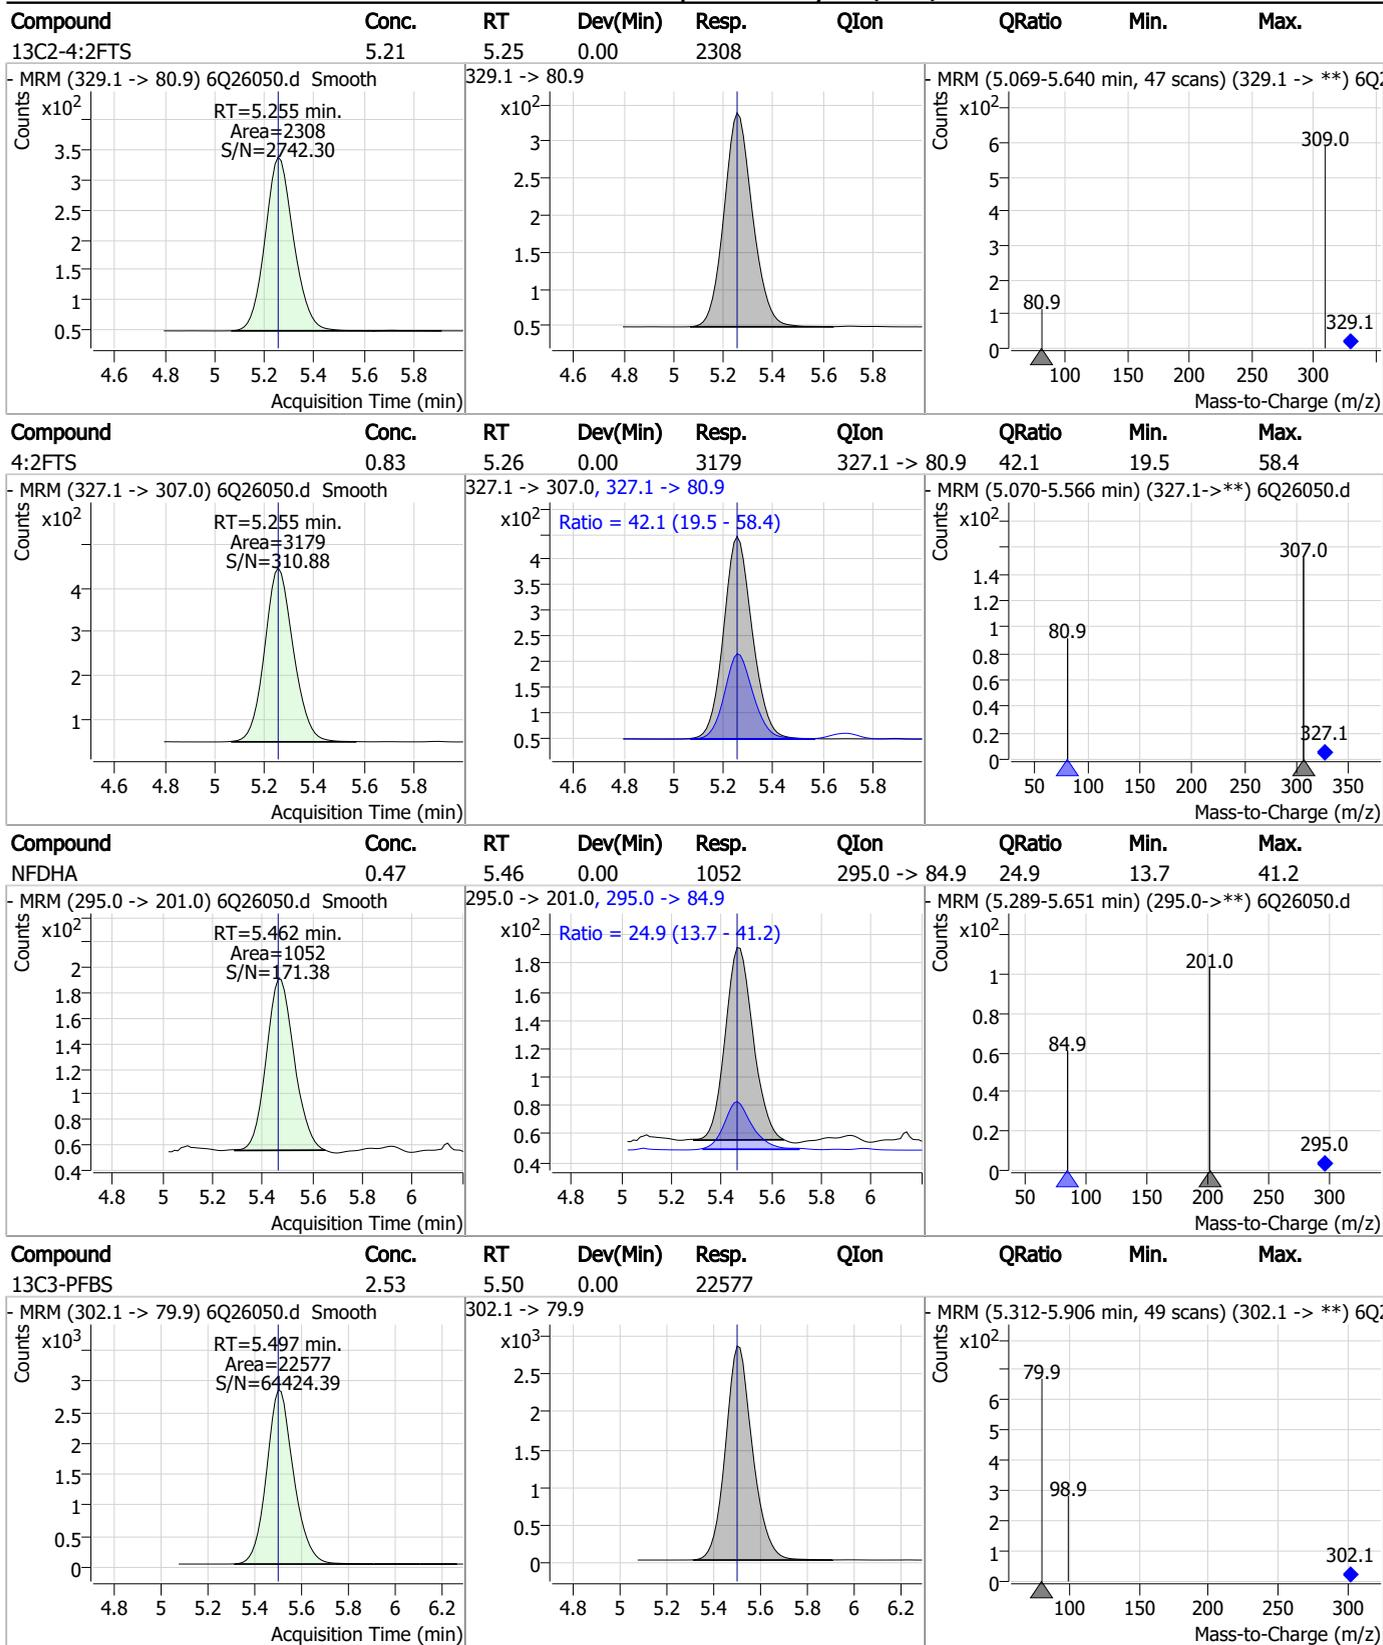 Compound Conc. RT Dev(Min) Resp. QIon QRatio Min. Max.
13C2-4:2FTS 5.21 5.25 0.00 2308
- MRM (329.1 -> 80.9) 6Q26050.d Smooth
329.1 -> 80.9
- MRM (5.069-5.640 min, 47 scans) (329.1 -> **) 6Q2
Counts
x10²
RT=5.255 min.
Area=2308
S/N=2742.30
3.5
3
2.5
2
1.5
1
0.5
4.6 4.8 5 5.2 5.4 5.6 5.8
Acquisition Time (min)
x10²
3
2.5
2
1.5
1
0.5
4.6 4.8 5 5.2 5.4 5.6 5.8
Counts
x10²
6
5
4
3
2
1
0
309.0
80.9
329.1
100 150 200 250 300
Mass-to-Charge (m/z)
Compound Conc. RT Dev(Min) Resp. QIon QRatio Min. Max.
4:2FTS 0.83 5.26 0.00 3179 327.1 -> 80.9 42.1 19.5 58.4
- MRM (327.1 -> 307.0) 6Q26050.d Smooth
327.1 -> 307.0, 327.1 -> 80.9
- MRM (5.070-5.566 min) (327.1->**) 6Q26050.d
Counts
x10²
RT=5.255 min.
Area=3179
S/N=310.88
4
3
2
1
4.6 4.8 5 5.2 5.4 5.6 5.8
Acquisition Time (min)
x10²
Ratio = 42.1 (19.5 - 58.4)
4
3.5
3
2.5
2
1.5
1
0.5
4.6 4.8 5 5.2 5.4 5.6 5.8
Counts
x10²
1.4
1.2
1
0.8
0.6
0.4
0.2
0
307.0
80.9
327.1
50 100 150 200 250 300 350
Mass-to-Charge (m/z)
Compound Conc. RT Dev(Min) Resp. QIon QRatio Min. Max.
NFDHA 0.47 5.46 0.00 1052 295.0 -> 84.9 24.9 13.7 41.2
- MRM (295.0 -> 201.0) 6Q26050.d Smooth
295.0 -> 201.0, 295.0 -> 84.9
- MRM (5.289-5.651 min) (295.0->**) 6Q26050.d
Counts
x10²
RT=5.462 min.
Area=1052
S/N=171.38
2
1.8
1.6
1.4
1.2
1
0.8
0.6
0.4
4.8 5 5.2 5.4 5.6 5.8 6
Acquisition Time (min)
x10²
Ratio = 24.9 (13.7 - 41.2)
1.8
1.6
1.4
1.2
1
0.8
0.6
0.4
4.8 5 5.2 5.4 5.6 5.8 6
Counts
x10²
1
0.8
0.6
0.4
0.2
0
201.0
84.9
295.0
50 100 150 200 250 300
Mass-to-Charge (m/z)
Compound Conc. RT Dev(Min) Resp. QIon QRatio Min. Max.
13C3-PFBS 2.53 5.50 0.00 22577
- MRM (302.1 -> 79.9) 6Q26050.d Smooth
302.1 -> 79.9
- MRM (5.312-5.906 min, 49 scans) (302.1 -> **) 6Q2
Counts
x10³
RT=5.497 min.
Area=22577
S/N=64424.39
3
2.5
2
1.5
1
0.5
0
4.8 5 5.2 5.4 5.6 5.8 6 6.2
Acquisition Time (min)
x10³
2.5
2
1.5
1
0.5
0
4.8 5 5.2 5.4 5.6 5.8 6 6.2
Counts
x10²
6
5
4
3
2
1
0
79.9
98.9
302.1
100 150 200 250 300
Mass-to-Charge (m/z)